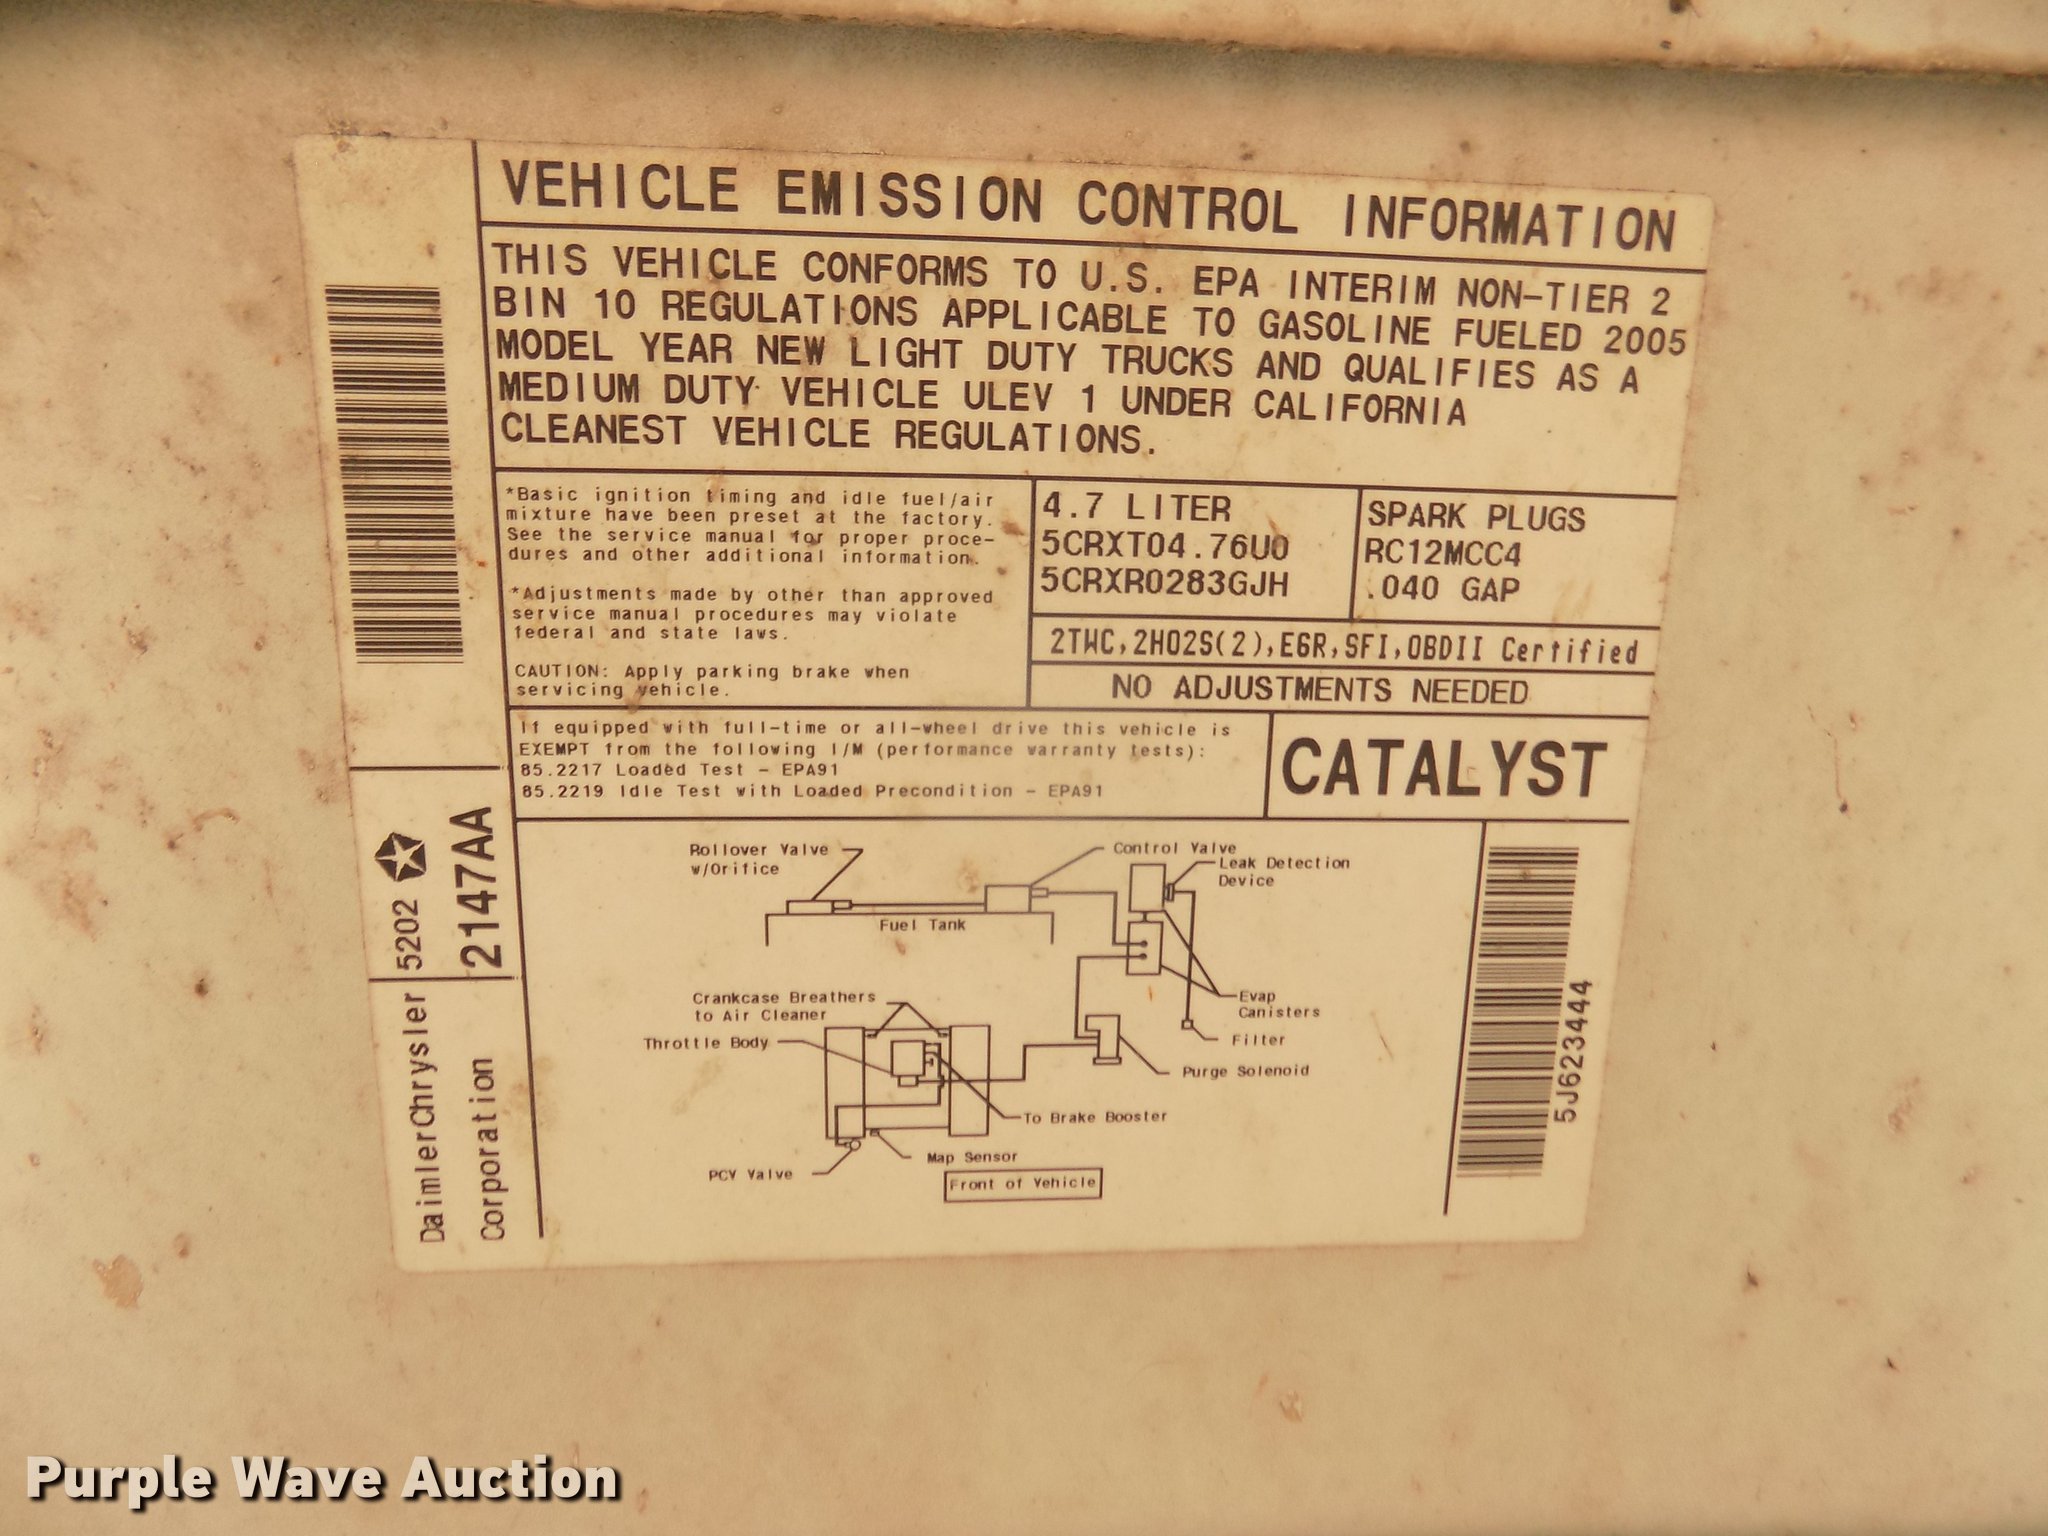 VEHICLE EMISSION CONTROL INFORMATION
THIS VEHICLE CONFORMS TO U.S. EPA INTERIM NON-TIER 2
BIN 10 REGULATIONS APPLICABLE TO GASOLINE FUELED 2005
MODEL YEAR NEW LIGHT DUTY TRUCKS AND QUALIFIES AS A
MEDIUM DUTY VEHICLE ULEV 1 UNDER CALIFORNIA
CLEANEST VEHICLE REGULATIONS.
*Basic ignition timing and idle fuel/air
mixture have been preset at the factory.
See the service manual for proper proce-
dures and other additional information.
*Adjustments made by other than approved
service manual procedures may violate
federal and state laws.
CAUTION: Apply parking brake when
servicing vehicle.
4.7 LITER
5CRXT04.76U0
5CRXR0283GJH
SPARK PLUGS
RC12MCC4
.040 GAP
2TWC,2HO2S(2),EGR,SFI,OBDII Certified
NO ADJUSTMENTS NEEDED
If equipped with full-time or all-wheel drive this vehicle is
EXEMPT from the following I/M (performance warranty tests):
85.2217 Loaded Test - EPA91
85.2219 Idle Test with Loaded Precondition - EPA91
CATALYST
Rollover Valve
w/Orifice
Control Valve
Leak Detection
Device
Fuel Tank
Evap
Canisters
Filter
Crankcase Breathers
to Air Cleaner
Throttle Body
Purge Solenoid
To Brake Booster
Map Sensor
PCV Valve
Front of Vehicle
DaimlerChrysler
Corporation
5202
2147AA
5J623444
Purple Wave Auction